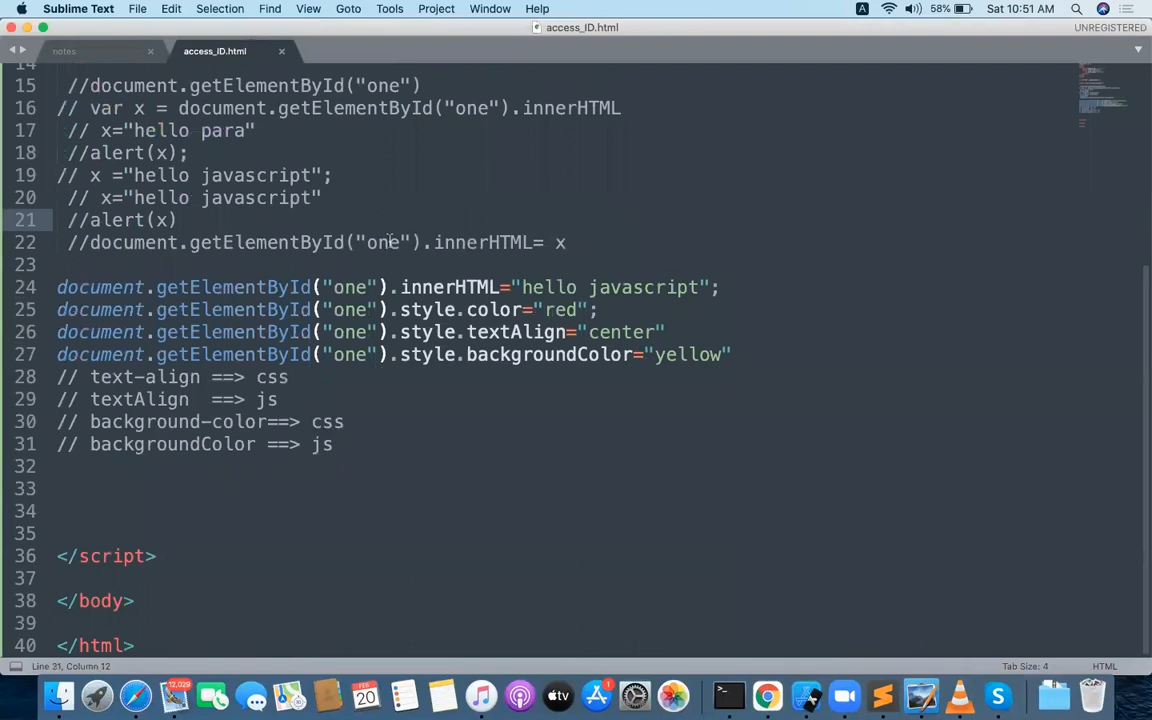 Sublime Text File Edit Selection Find View Goto Tools Project Window Help A 58% Sat 10:51 AM
access_ID.html UNREGISTERED
notes × access_ID.html ×
14
15 //document.getElementById("one")
16 // var x = document.getElementById("one").innerHTML
17 // x="hello para"
18 //alert(x);
19 // x ="hello javascript";
20 // x="hello javascript"
21 //alert(x)
22 //document.getElementById("one").innerHTML= x
23
24 document.getElementById("one").innerHTML="hello javascript";
25 document.getElementById("one").style.color="red";
26 document.getElementById("one").style.textAlign="center"
27 document.getElementById("one").style.backgroundColor="yellow"
28 // text-align ==> css
29 // textAlign  ==> js
30 // background-color==> css
31 // backgroundColor ==> js
32
33
34
35
36 </script>
37
38 </body>
39
40 </html>
Line 21, Column 12 Tab Size: 4 HTML
12,029
FEB
20
tv